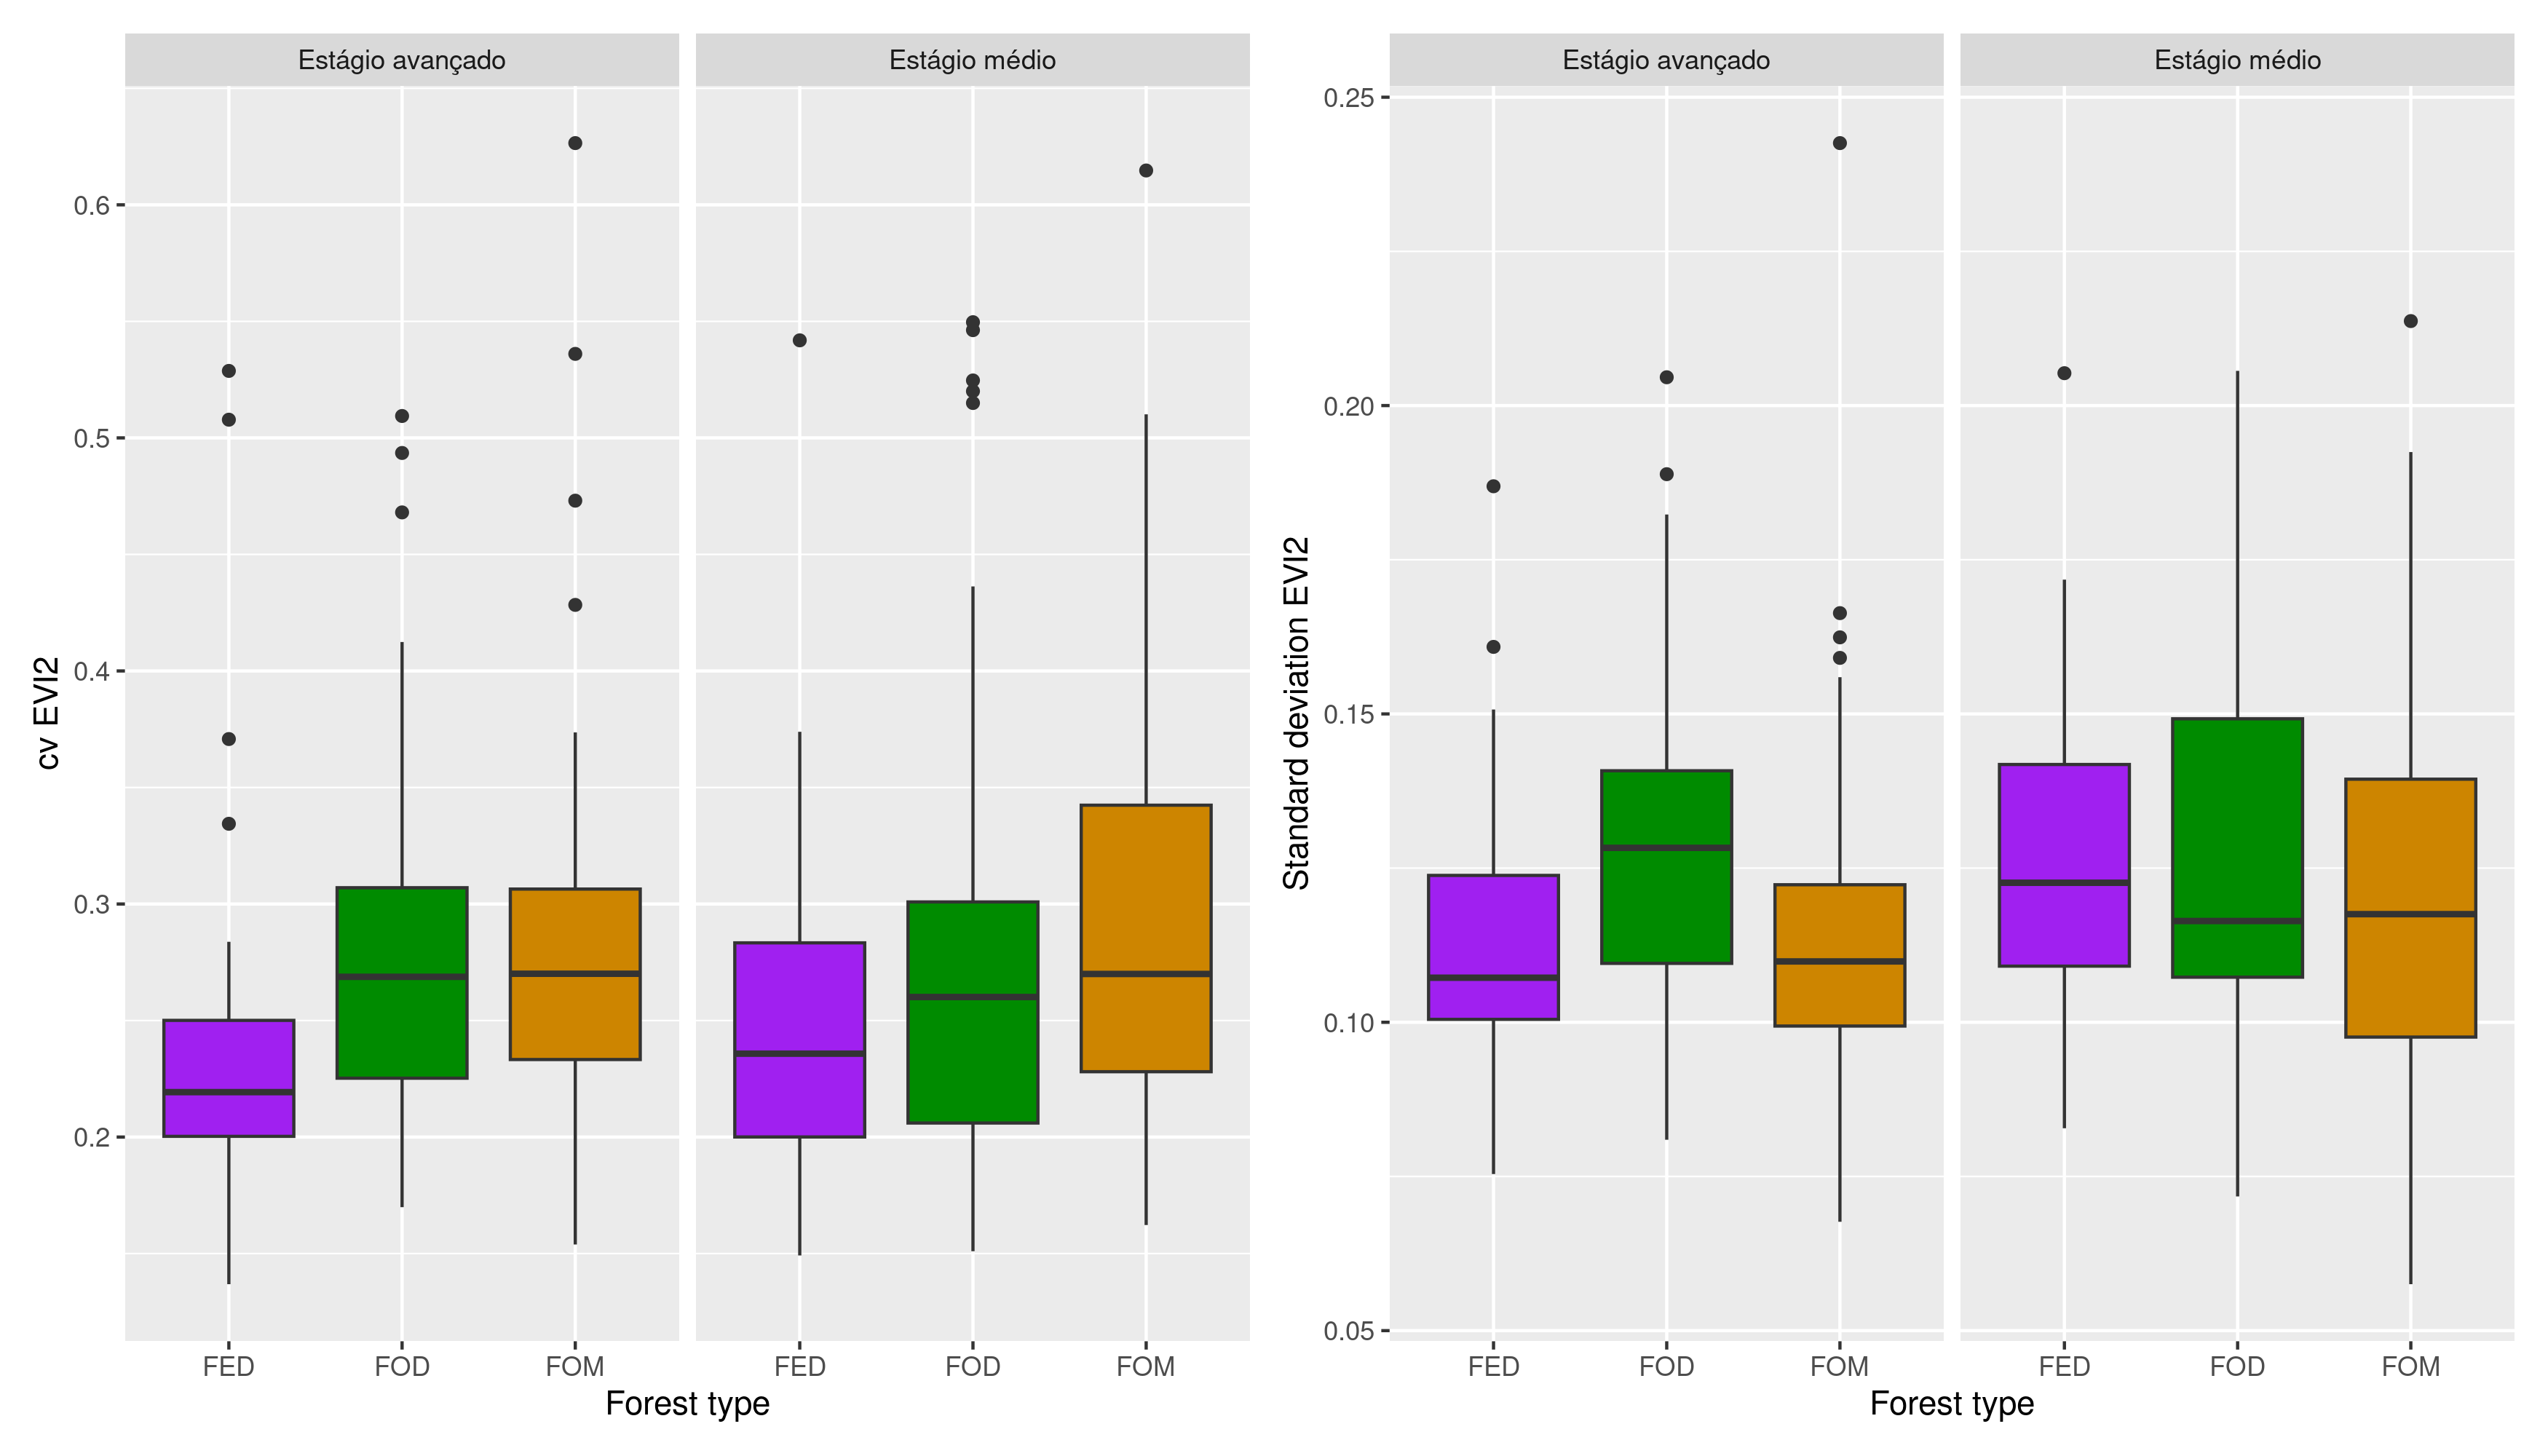 Estágio avançado
Estágio médio
cv EVI2
0.6
0.5
0.4
0.3
0.2
FED
FOD
FOM
FED
FOD
FOM
Forest type
Estágio avançado
Estágio médio
Standard deviation EVI2
0.25
0.20
0.15
0.10
0.05
FED
FOD
FOM
FED
FOD
FOM
Forest type